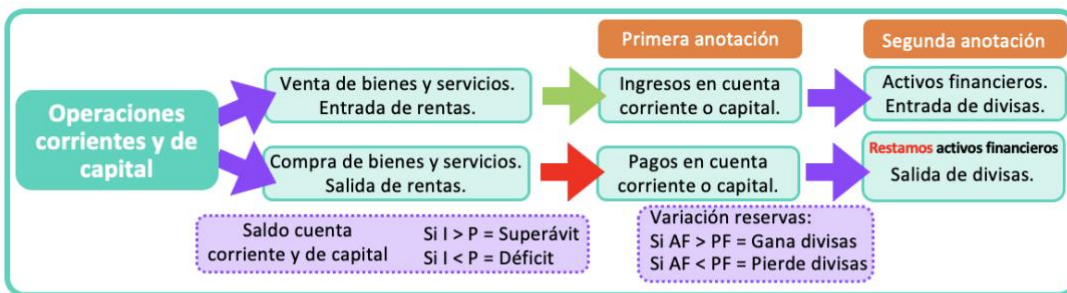 Primera anotación
Segunda anotación
Operaciones
corrientes y de
capital
Venta de bienes y servicios.
Entrada de rentas.
Ingresos en cuenta
corriente o capital.
Activos financieros.
Entrada de divisas.
Compra de bienes y servicios.
Salida de rentas.
Pagos en cuenta
corriente o capital.
Restamos activos financieros
Salida de divisas.
Saldo cuenta
corriente y de capital
Si I > P = Superávit
Si I < P = Déficit
Variación reservas:
Si AF > PF = Gana divisas
Si AF < PF = Pierde divisas